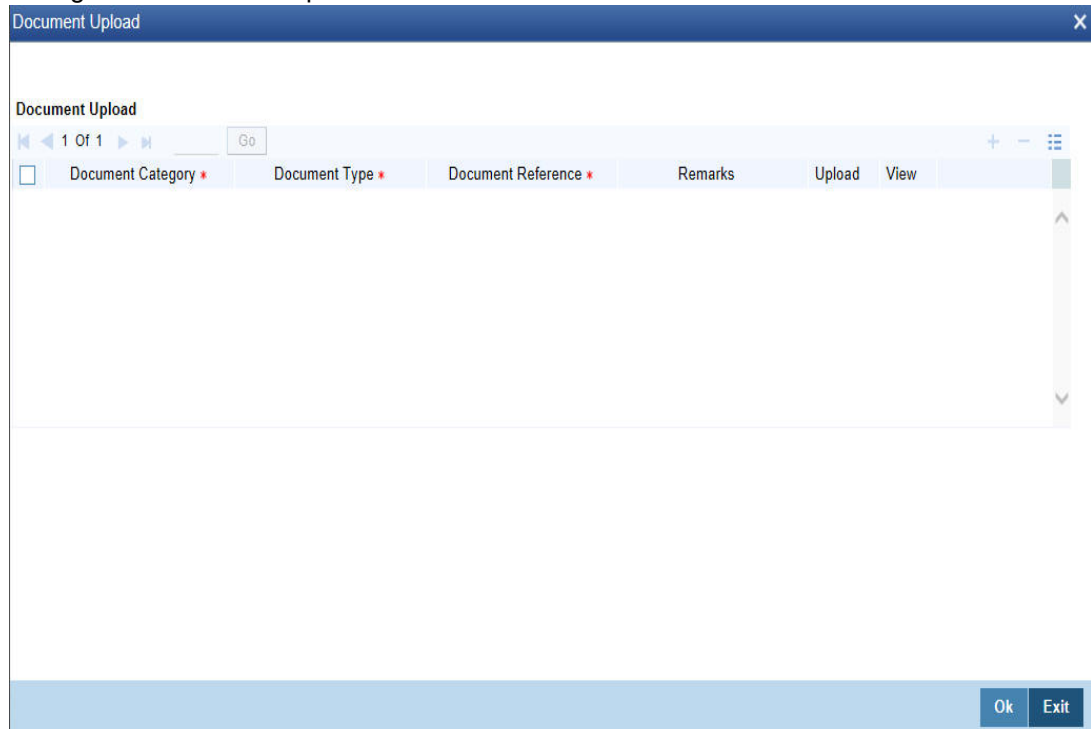 Document Upload
Document Upload
1 Of 1 Go
Document Category * Document Type * Document Reference * Remarks Upload View
Ok Exit